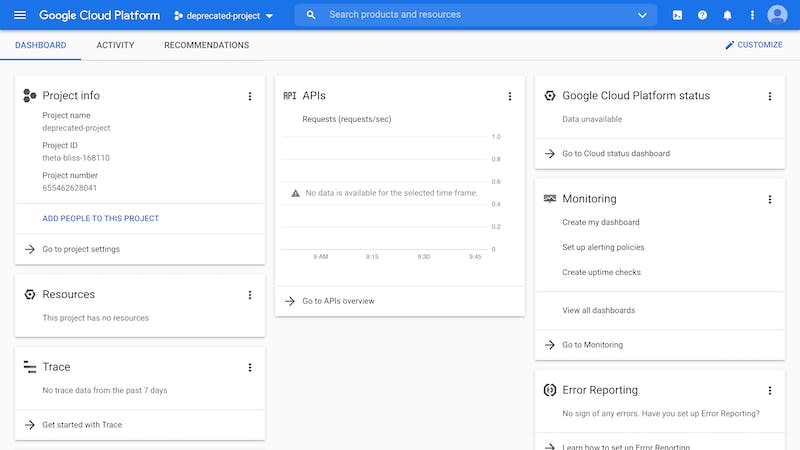 Google Cloud Platform
deprecated-project
Search products and resources
DASHBOARD
ACTIVITY
RECOMMENDATIONS
CUSTOMIZE
Project info
Project name
deprecated-project
Project ID
theta-bliss-168110
Project number
655462628041
ADD PEOPLE TO THIS PROJECT
Go to project settings
Resources
This project has no resources
Trace
No trace data from the past 7 days
Get started with Trace
API APIs
Requests (requests/sec)
1.0
0.8
0.6
No data is available for the selected time frame.
0.4
0.2
0
9 AM
9:15
9:30
9:45
Go to APIs overview
Google Cloud Platform status
Data unavailable
Go to Cloud status dashboard
Monitoring
Create my dashboard
Set up alerting policies
Create uptime checks
View all dashboards
Go to Monitoring
Error Reporting
No sign of any errors. Have you set up Error Reporting?
Learn how to set up Error Reporting